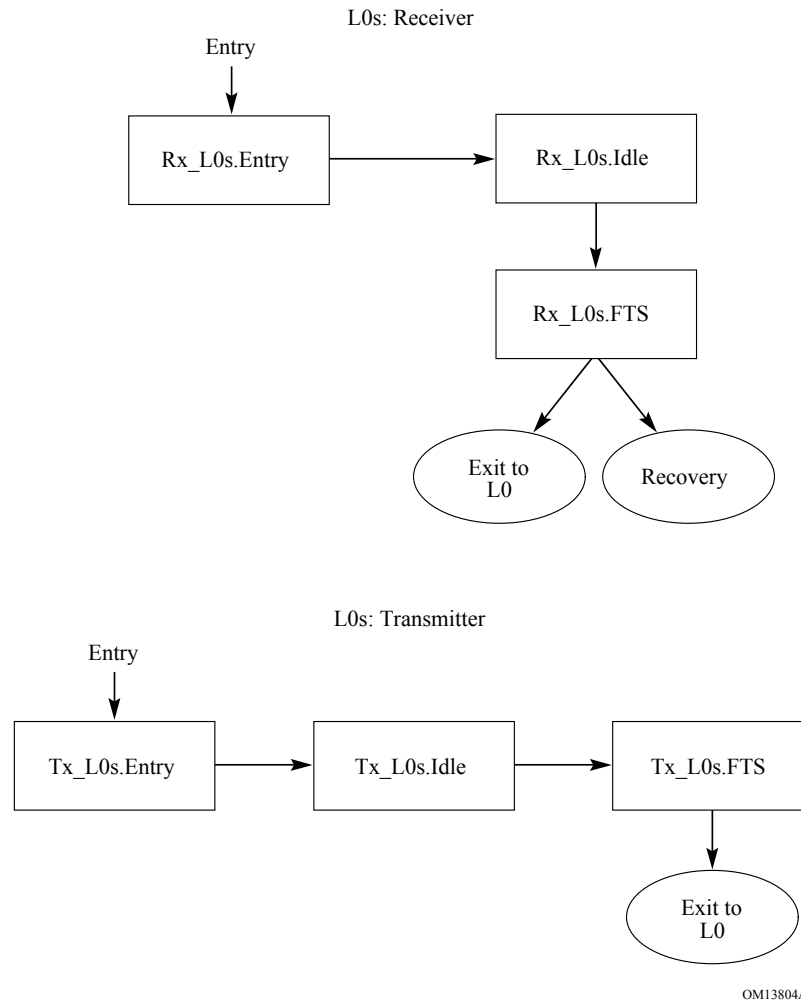 L0s: Receiver
Entry
Rx_L0s.Entry
Rx_L0s.Idle
Rx_L0s.FTS
Exit to
L0
Recovery
L0s: Transmitter
Entry
Tx_L0s.Entry
Tx_L0s.Idle
Tx_L0s.FTS
Exit to
L0
OM13804A